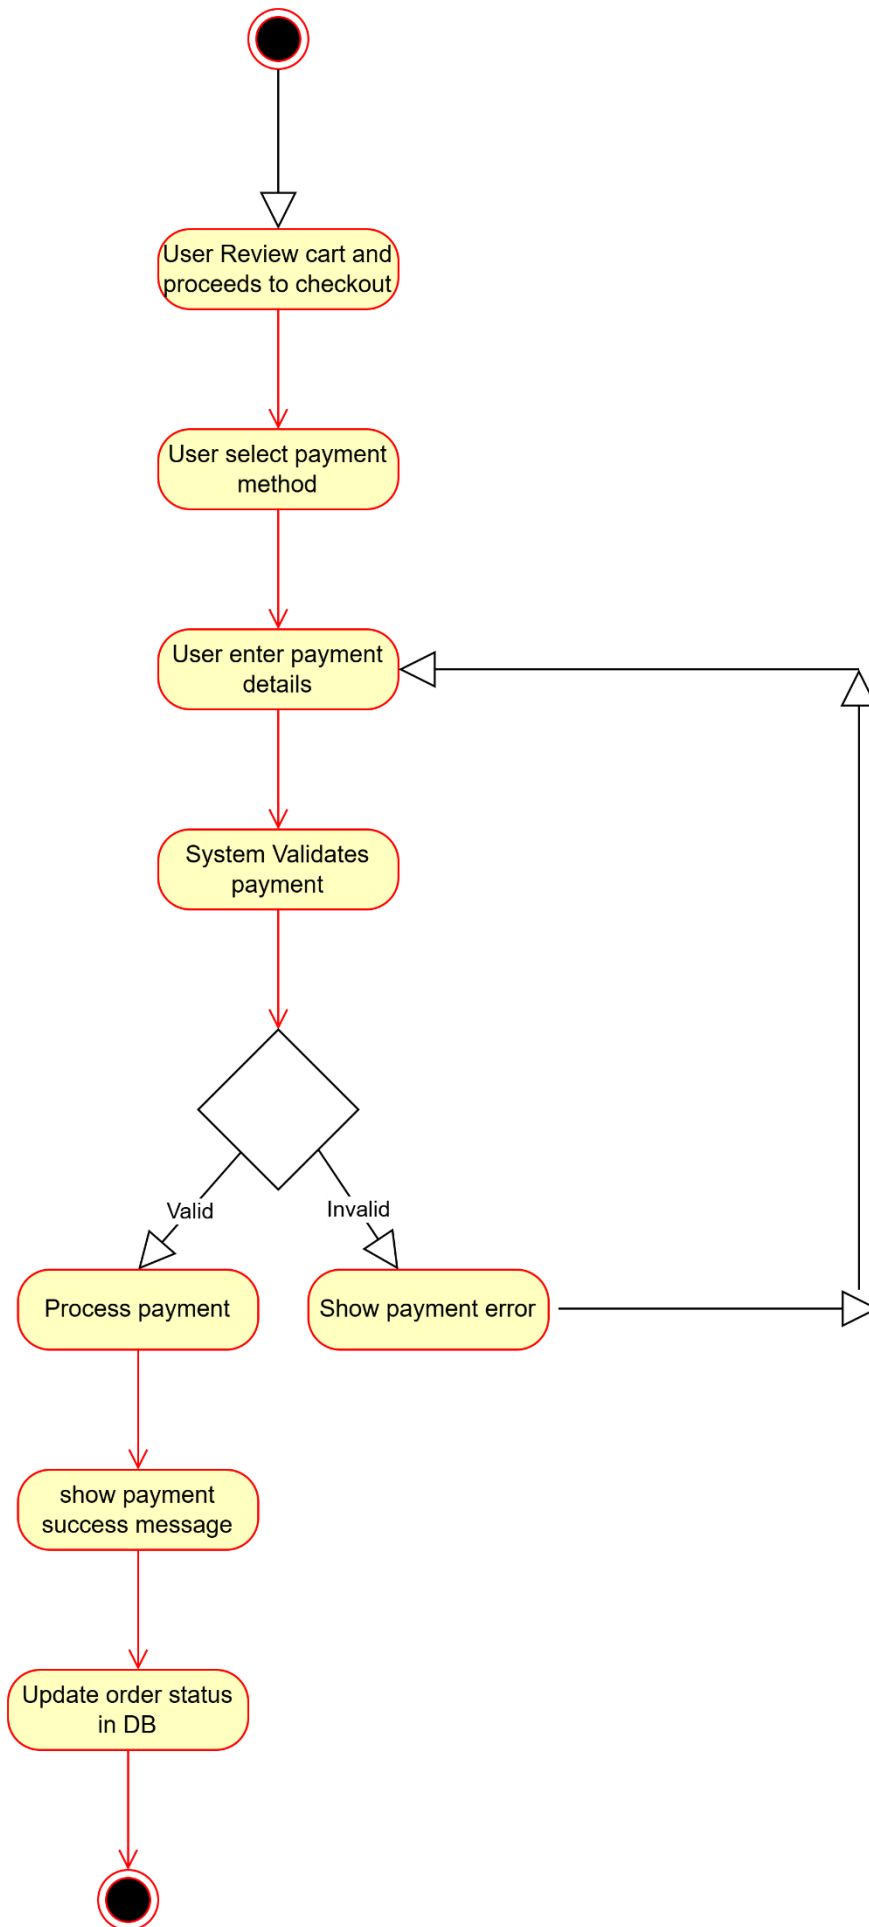 User Review cart and
proceeds to checkout
User select payment
method
User enter payment
details
System Validates
payment
Valid
Invalid
Process payment
Show payment error
show payment
success message
Update order status
in DB